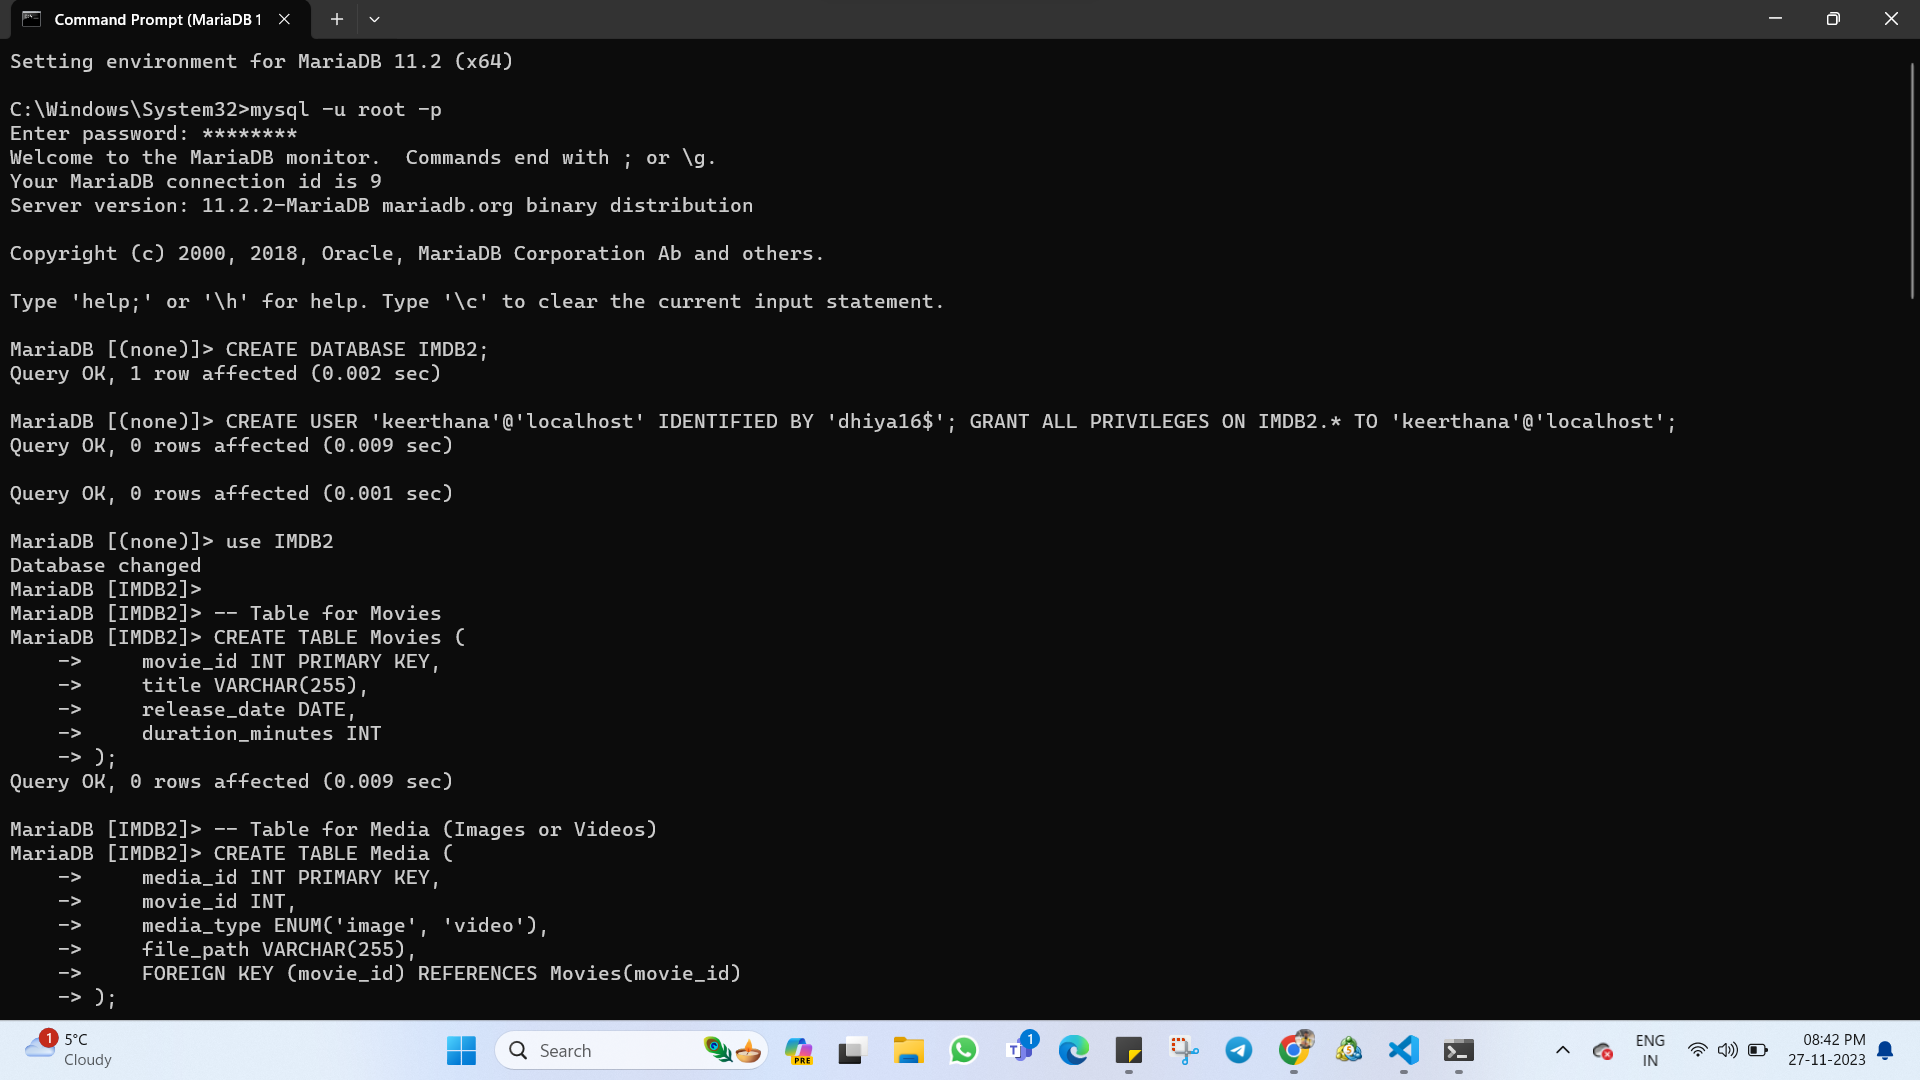 Command Prompt (MariaDB 1
Setting environment for MariaDB 11.2 (x64)
C:\Windows\System32>mysql -u root -p
Enter password: ********
Welcome to the MariaDB monitor.  Commands end with ; or \g.
Your MariaDB connection id is 9
Server version: 11.2.2-MariaDB mariadb.org binary distribution
Copyright (c) 2000, 2018, Oracle, MariaDB Corporation Ab and others.
Type 'help;' or '\h' for help. Type '\c' to clear the current input statement.
MariaDB [(none)]> CREATE DATABASE IMDB2;
Query OK, 1 row affected (0.002 sec)
MariaDB [(none)]> CREATE USER 'keerthana'@'localhost' IDENTIFIED BY 'dhiya16$'; GRANT ALL PRIVILEGES ON IMDB2.* TO 'keerthana'@'localhost';
Query OK, 0 rows affected (0.009 sec)
Query OK, 0 rows affected (0.001 sec)
MariaDB [(none)]> use IMDB2
Database changed
MariaDB [IMDB2]>
MariaDB [IMDB2]> -- Table for Movies
MariaDB [IMDB2]> CREATE TABLE Movies (
    ->     movie_id INT PRIMARY KEY,
    ->     title VARCHAR(255),
    ->     release_date DATE,
    ->     duration_minutes INT
    -> );
Query OK, 0 rows affected (0.009 sec)
MariaDB [IMDB2]> -- Table for Media (Images or Videos)
MariaDB [IMDB2]> CREATE TABLE Media (
    ->     media_id INT PRIMARY KEY,
    ->     movie_id INT,
    ->     media_type ENUM('image', 'video'),
    ->     file_path VARCHAR(255),
    ->     FOREIGN KEY (movie_id) REFERENCES Movies(movie_id)
    -> );
1
5°C
Cloudy
Search
PRE
1
ENG
IN
08:42 PM
27-11-2023